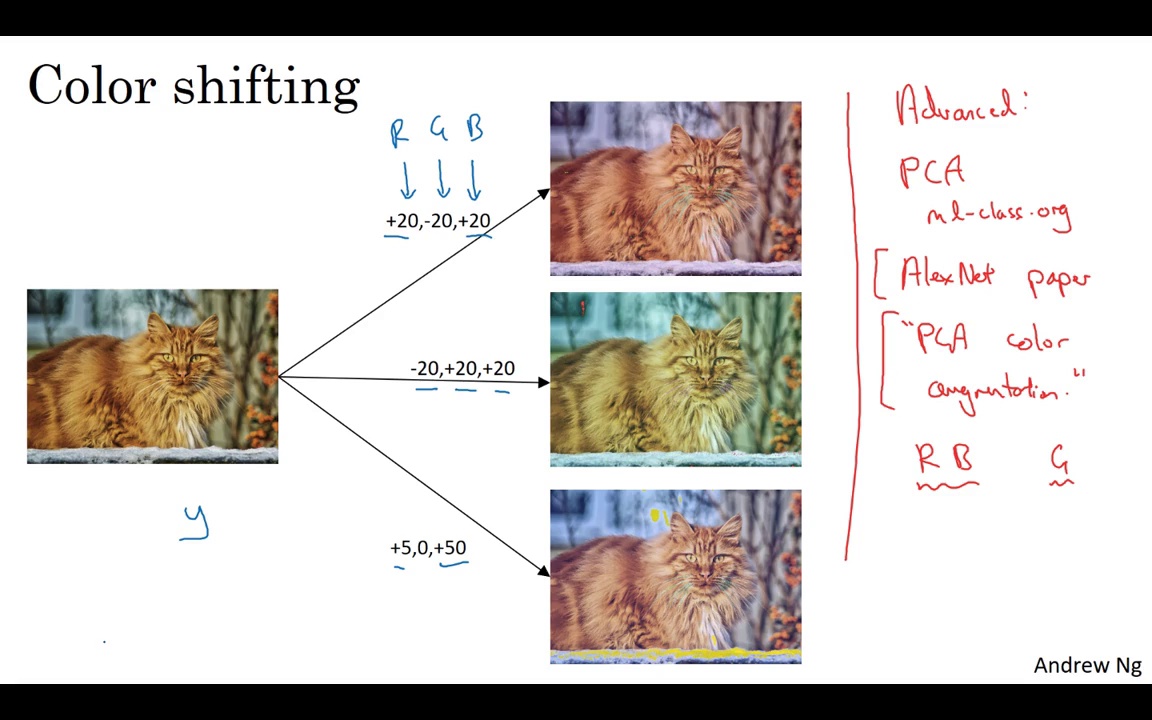 Color shifting
R G B
+20,-20,+20
-20,+20,+20
+5,0,+50
y
Advanced:
PCA
ml-class.org
AlexNet paper
"PCA color
augmentation."
R B G
Andrew Ng